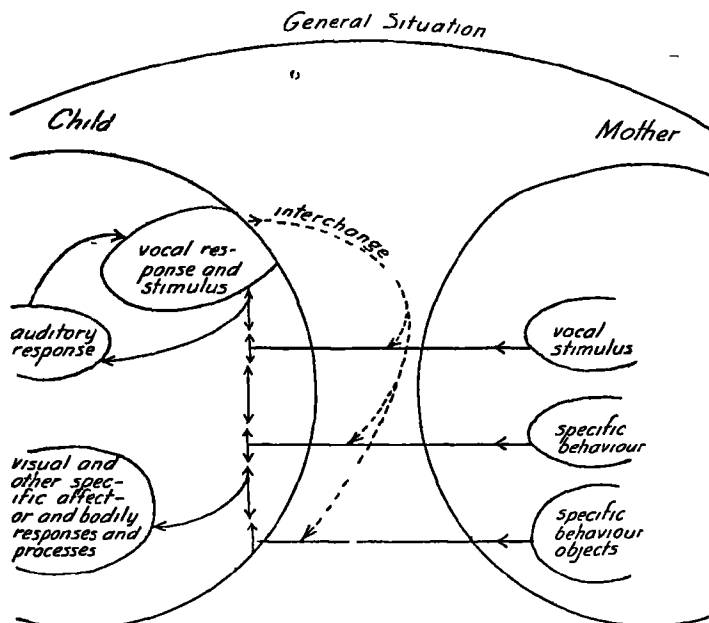 General Situation
Child
Mother
interchange
vocal res-
ponse and
stimulus
auditory
response
vocal
stimulus
specific
behaviour
visual and
other spec-
ific affect-
or and bodily
responses and
processes
specific
behaviour
objects